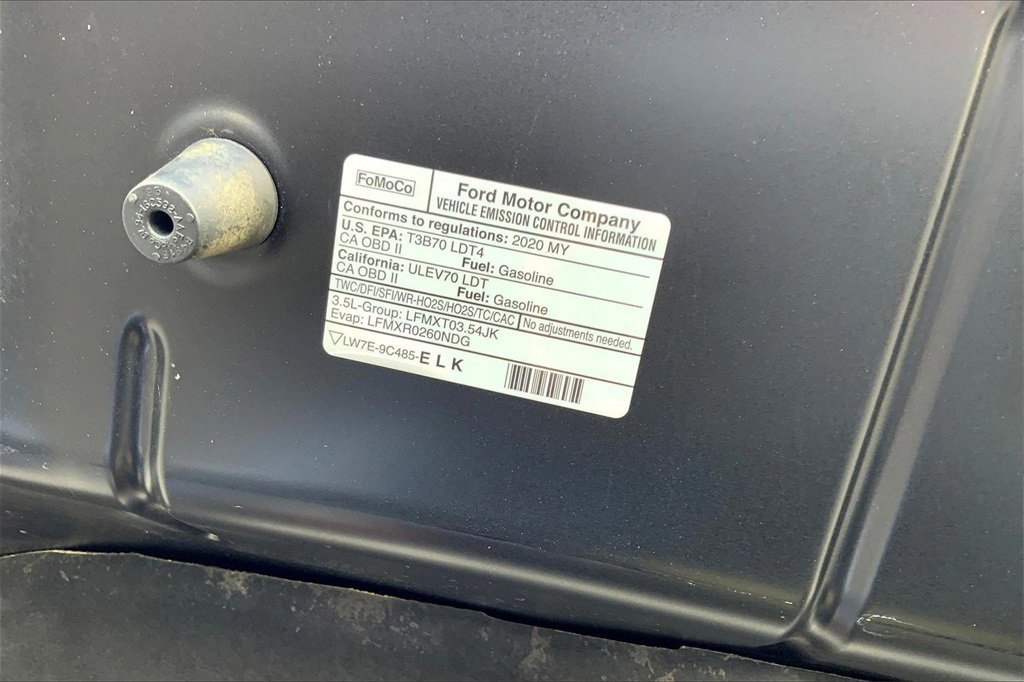 FoMoCo
Ford Motor Company
VEHICLE EMISSION CONTROL INFORMATION
Conforms to regulations: 2020 MY
U.S. EPA: T3B70 LDT4
CA OBD II Fuel: Gasoline
California: ULEV70 LDT
CA OBD II Fuel: Gasoline
TWC/DFI/SFI/WR-HO2S/HO2S/TC/CAC No adjustments needed.
3.5L-Group: LFMXT03.54JK
Evap: LFMXR0260NDG
LW7E-9C485-E L K